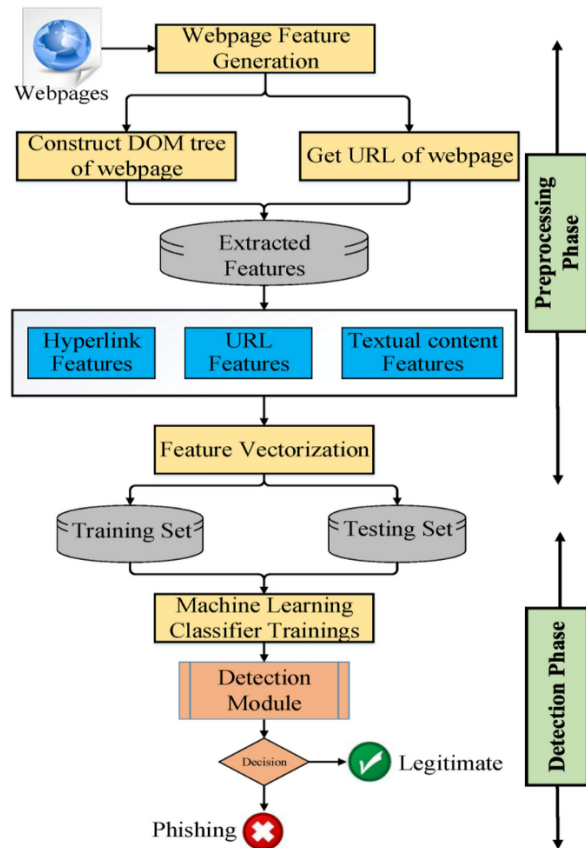 Webpage Feature
Generation
Webpages
Construct DOM tree
of webpage
Get URL of webpage
Extracted
Features
Preprocessing
Phase
Hyperlink
Features
URL
Features
Textual content
Features
Feature Vectorization
Training Set
Testing Set
Machine Learning
Classifier Trainings
Detection
Module
Detection Phase
Decision
Legitimate
Phishing